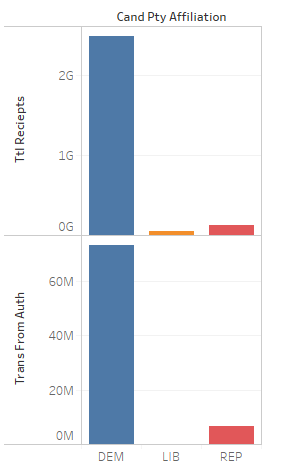 Cand Pty Affiliation
Ttl Reciepts
2G
1G
0G
Trans From Auth
60M
40M
20M
0M
DEM LIB REP